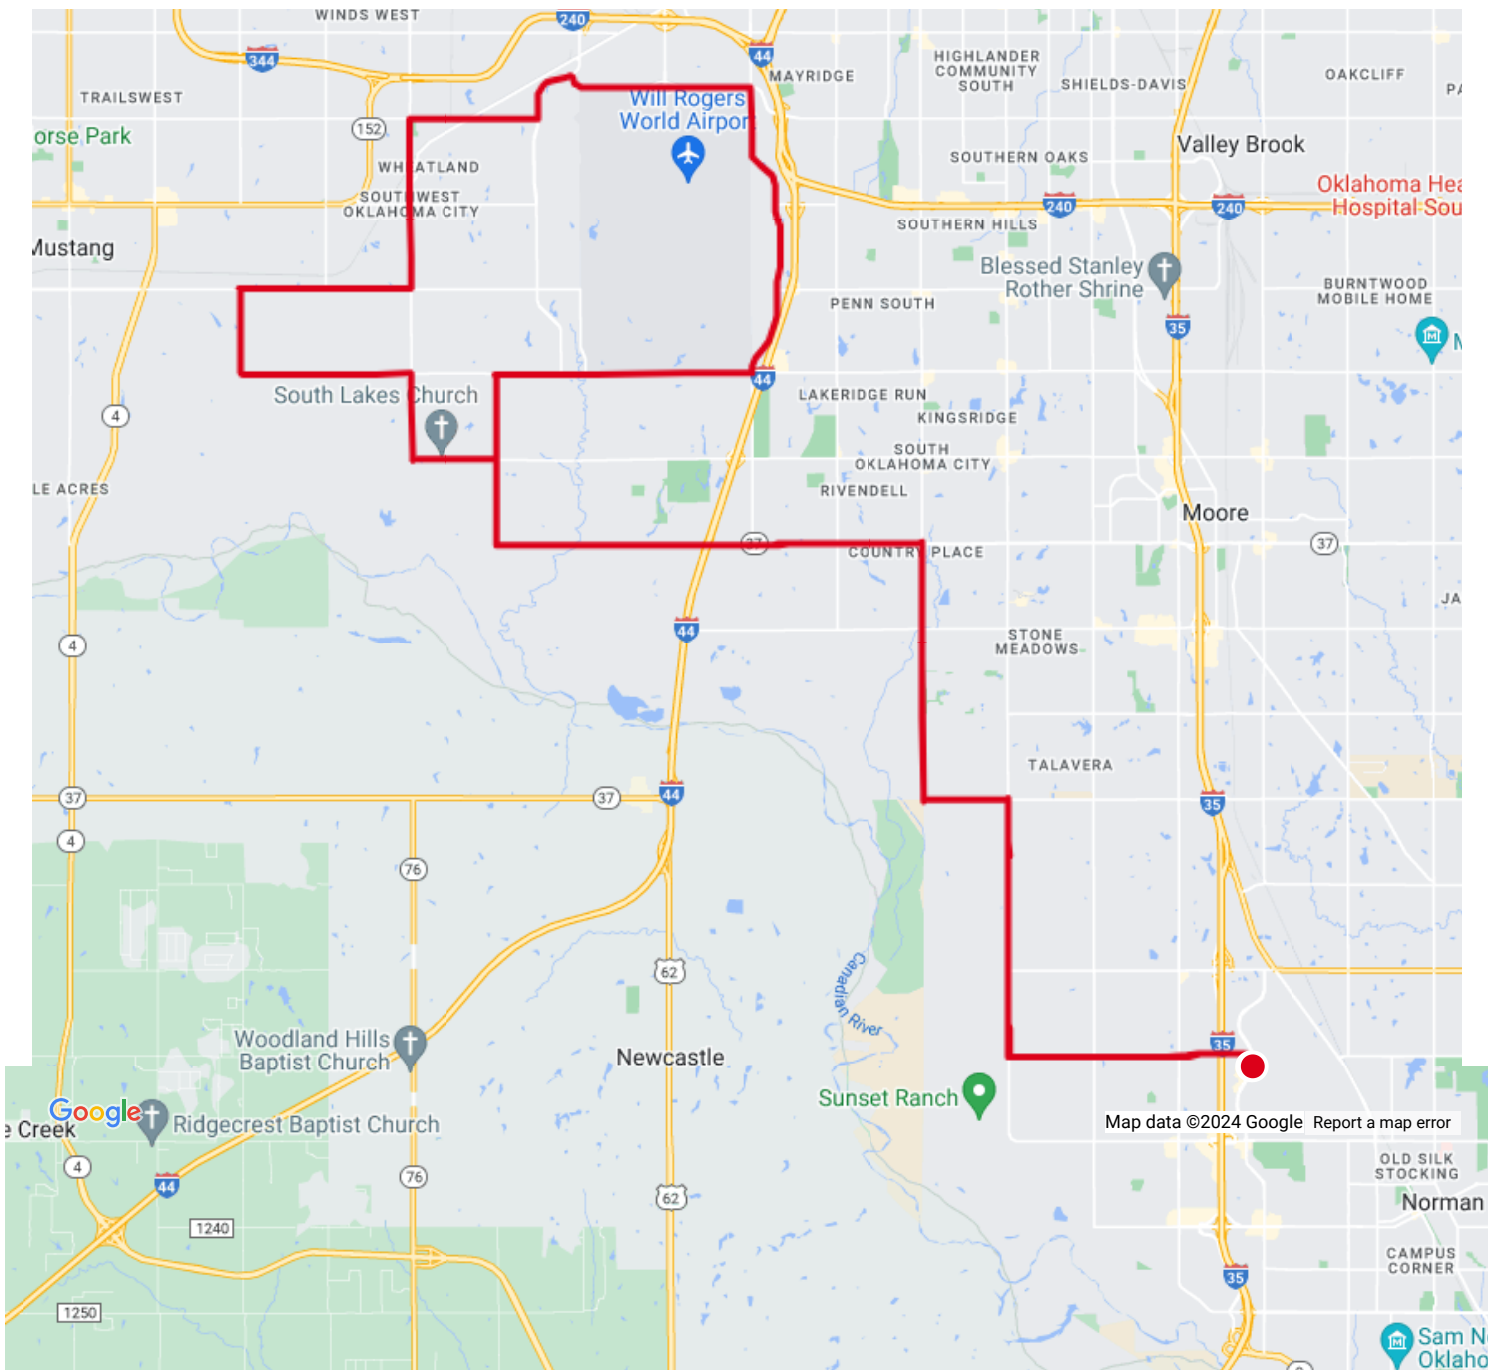 WINDS WEST
240
44
344
MAYRIDGE
HIGHLANDER
COMMUNITY
SOUTH
SHIELDS-DAVIS
OAKCLIFF
TRAILSWEST
Will Rogers
World Airport
152
orse Park
Valley Brook
WHEATLAND
SOUTHERN OAKS
SOUTHWEST
OKLAHOMA CITY
240
240
Oklahoma Hea
Hospital Sou
SOUTHERN HILLS
Mustang
Blessed Stanley
Rother Shrine
BURNTWOOD
MOBILE HOME
PENN SOUTH
35
M
44
South Lakes Church
LAKERIDGE RUN
4
KINGSRIDGE
SOUTH
OKLAHOMA CITY
LE ACRES
RIVENDELL
Moore
37
COUNTRY PLACE
37
JA
44
4
STONE
MEADOWS
TALAVERA
37
37
44
35
4
76
62
Canadian River
Woodland Hills
Baptist Church
Newcastle
35
Sunset Ranch
Google
Ridgecrest Baptist Church
e Creek
Map data ©2024 Google
Report a map error
4
44
76
62
OLD SILK
STOCKING
Norman
1240
CAMPUS
CORNER
35
1250
Sam N
Oklaho